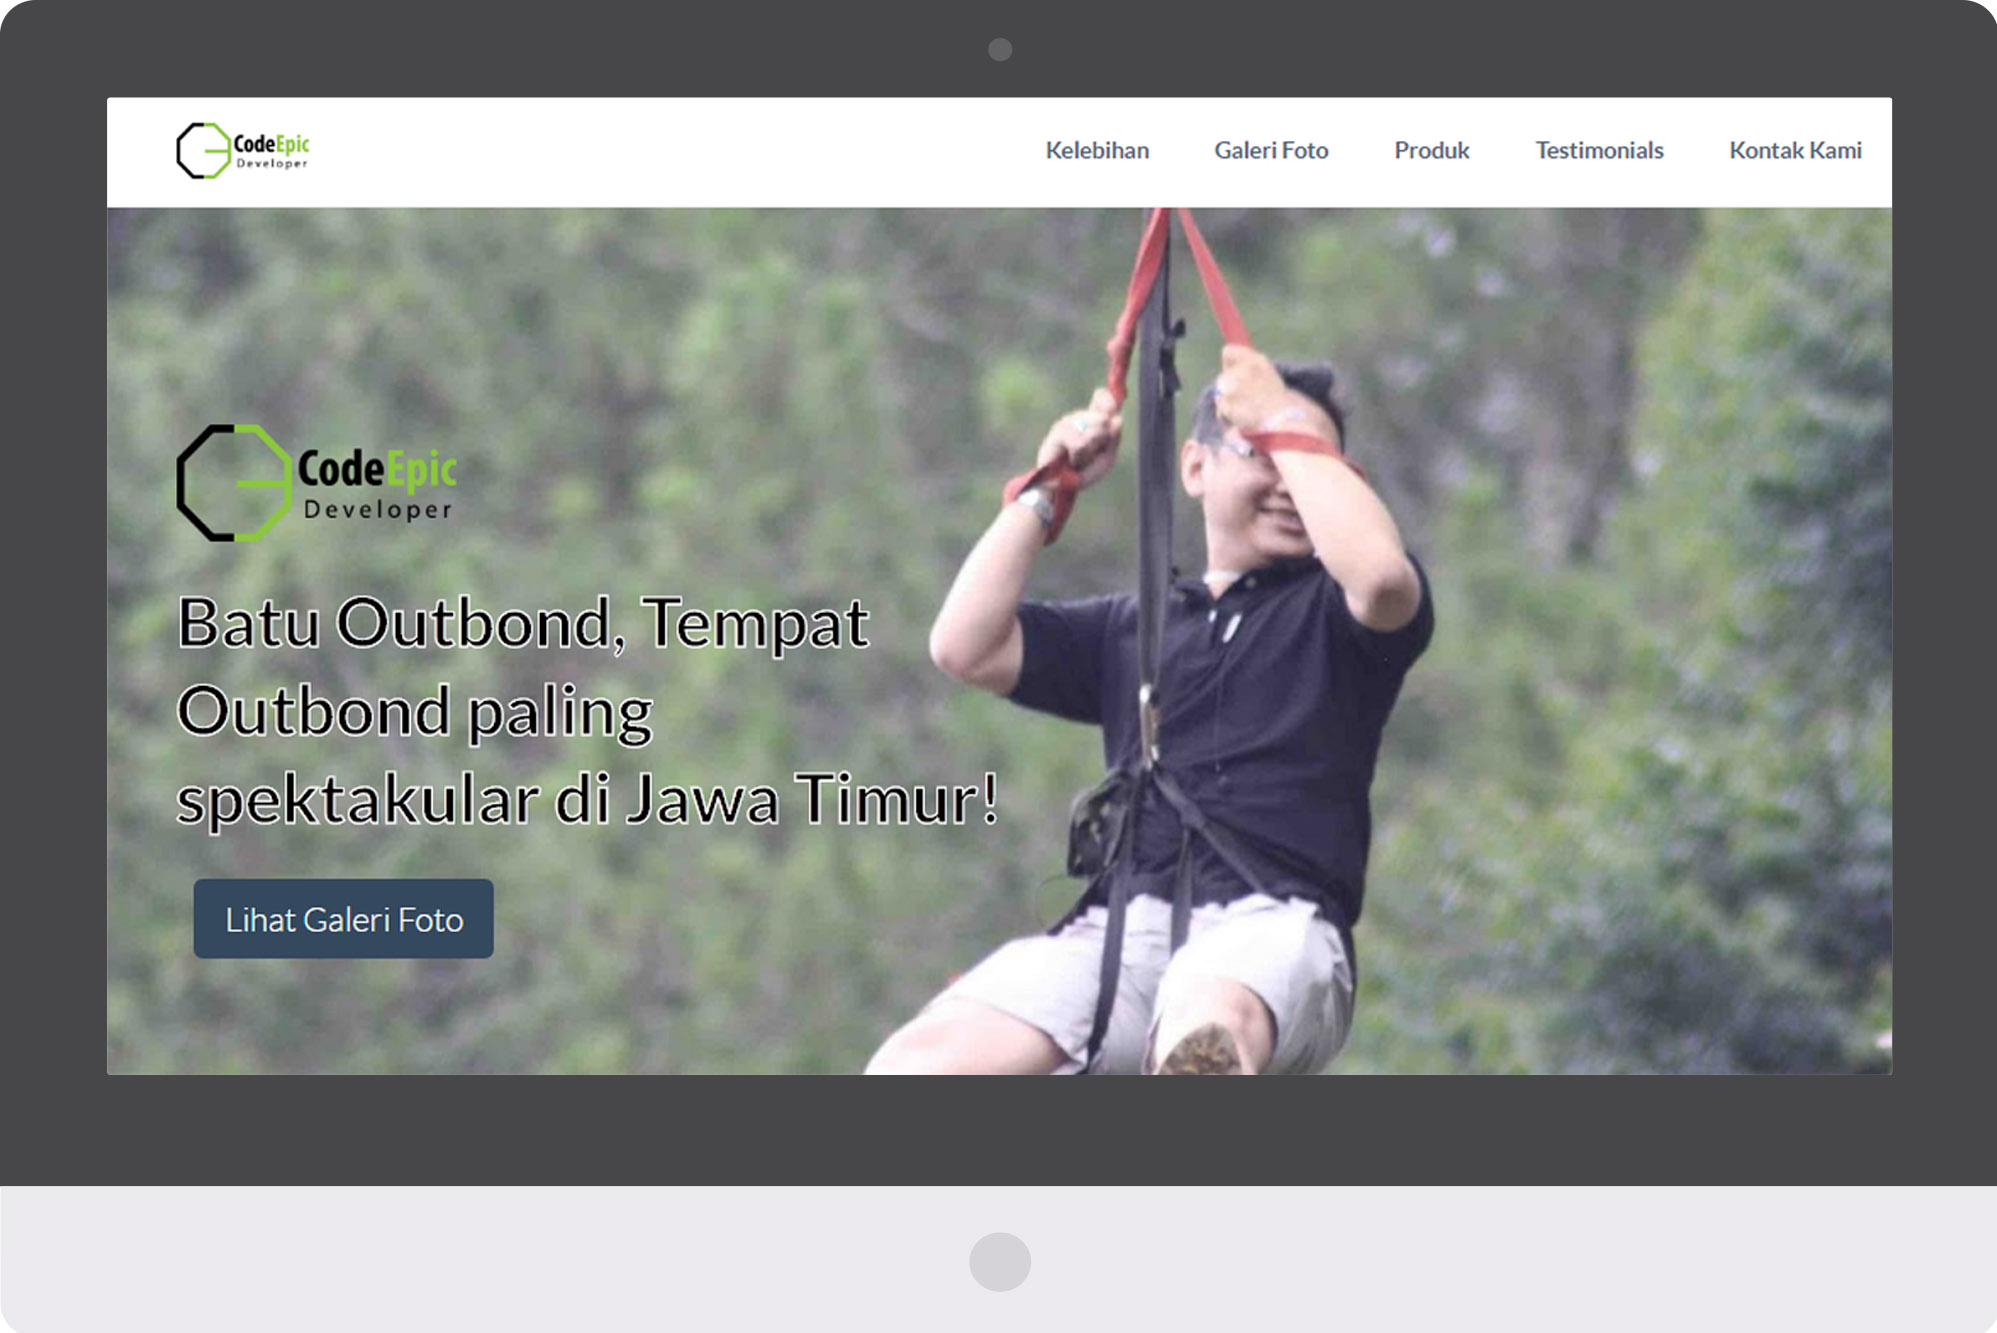 CodeEpic
Developer
Kelebihan Galeri Foto Produk Testimonials Kontak Kami
CodeEpic
Developer
Batu Outbond, Tempat
Outbond paling
spektakular di Jawa Timur!
Lihat Galeri Foto